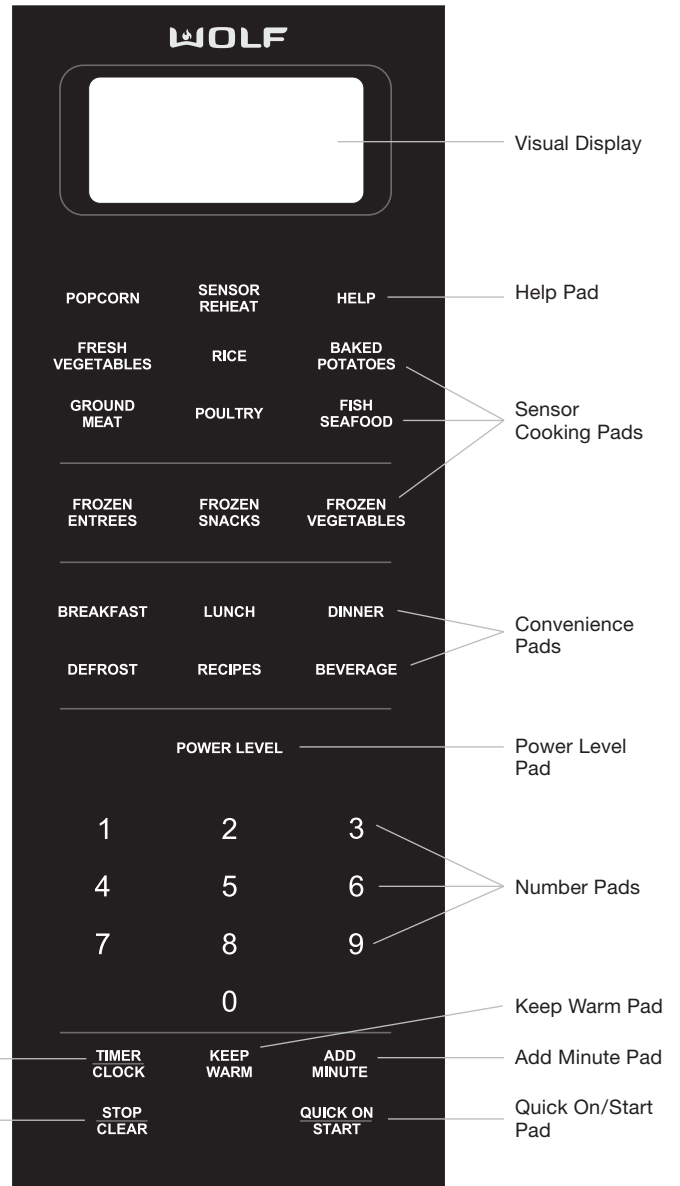 WOLF
Visual Display
POPCORN
SENSOR
REHEAT
HELP
Help Pad
FRESH
VEGETABLES
RICE
BAKED
POTATOES
GROUND
MEAT
POULTRY
FISH
SEAFOOD
Sensor
Cooking Pads
FROZEN
ENTREES
FROZEN
SNACKS
FROZEN
VEGETABLES
BREAKFAST
LUNCH
DINNER
DEFROST
RECIPES
BEVERAGE
Convenience
Pads
POWER LEVEL
Power Level
Pad
1 2 3
4 5 6
7 8 9
0
Number Pads
Keep Warm Pad
TIMER
CLOCK
KEEP
WARM
ADD
MINUTE
Add Minute Pad
STOP
CLEAR
QUICK ON
START
Quick On/Start
Pad